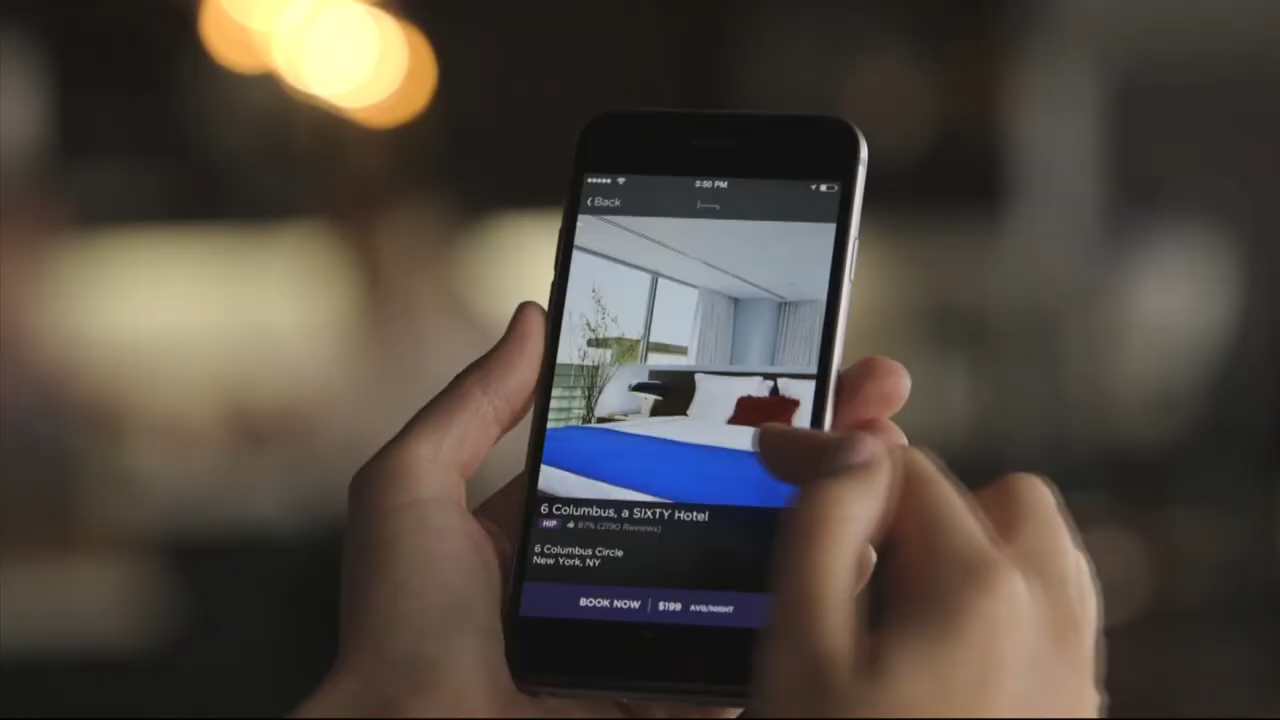 3:50 PM
Back
6 Columbus, a SIXTY Hotel
HIP 97% (2190 Reviews)
6 Columbus Circle
New York, NY
BOOK NOW | $199 AVG/NIGHT